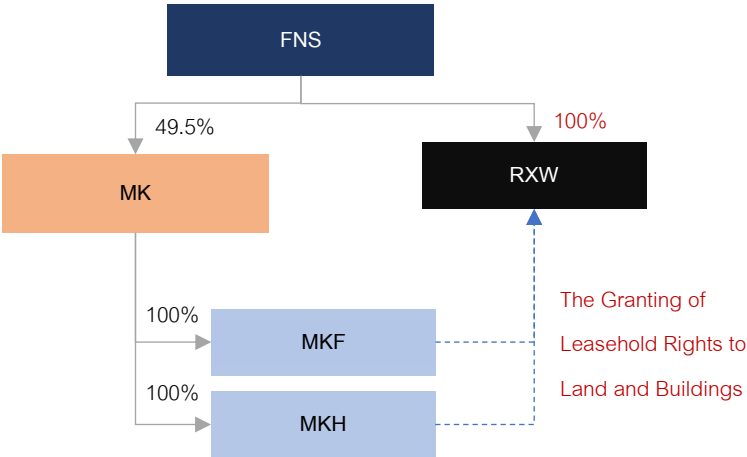 FNS
49.5%
100%
MK
RXW
100%
MKF
100%
MKH
The Granting of
Leasehold Rights to
Land and Buildings